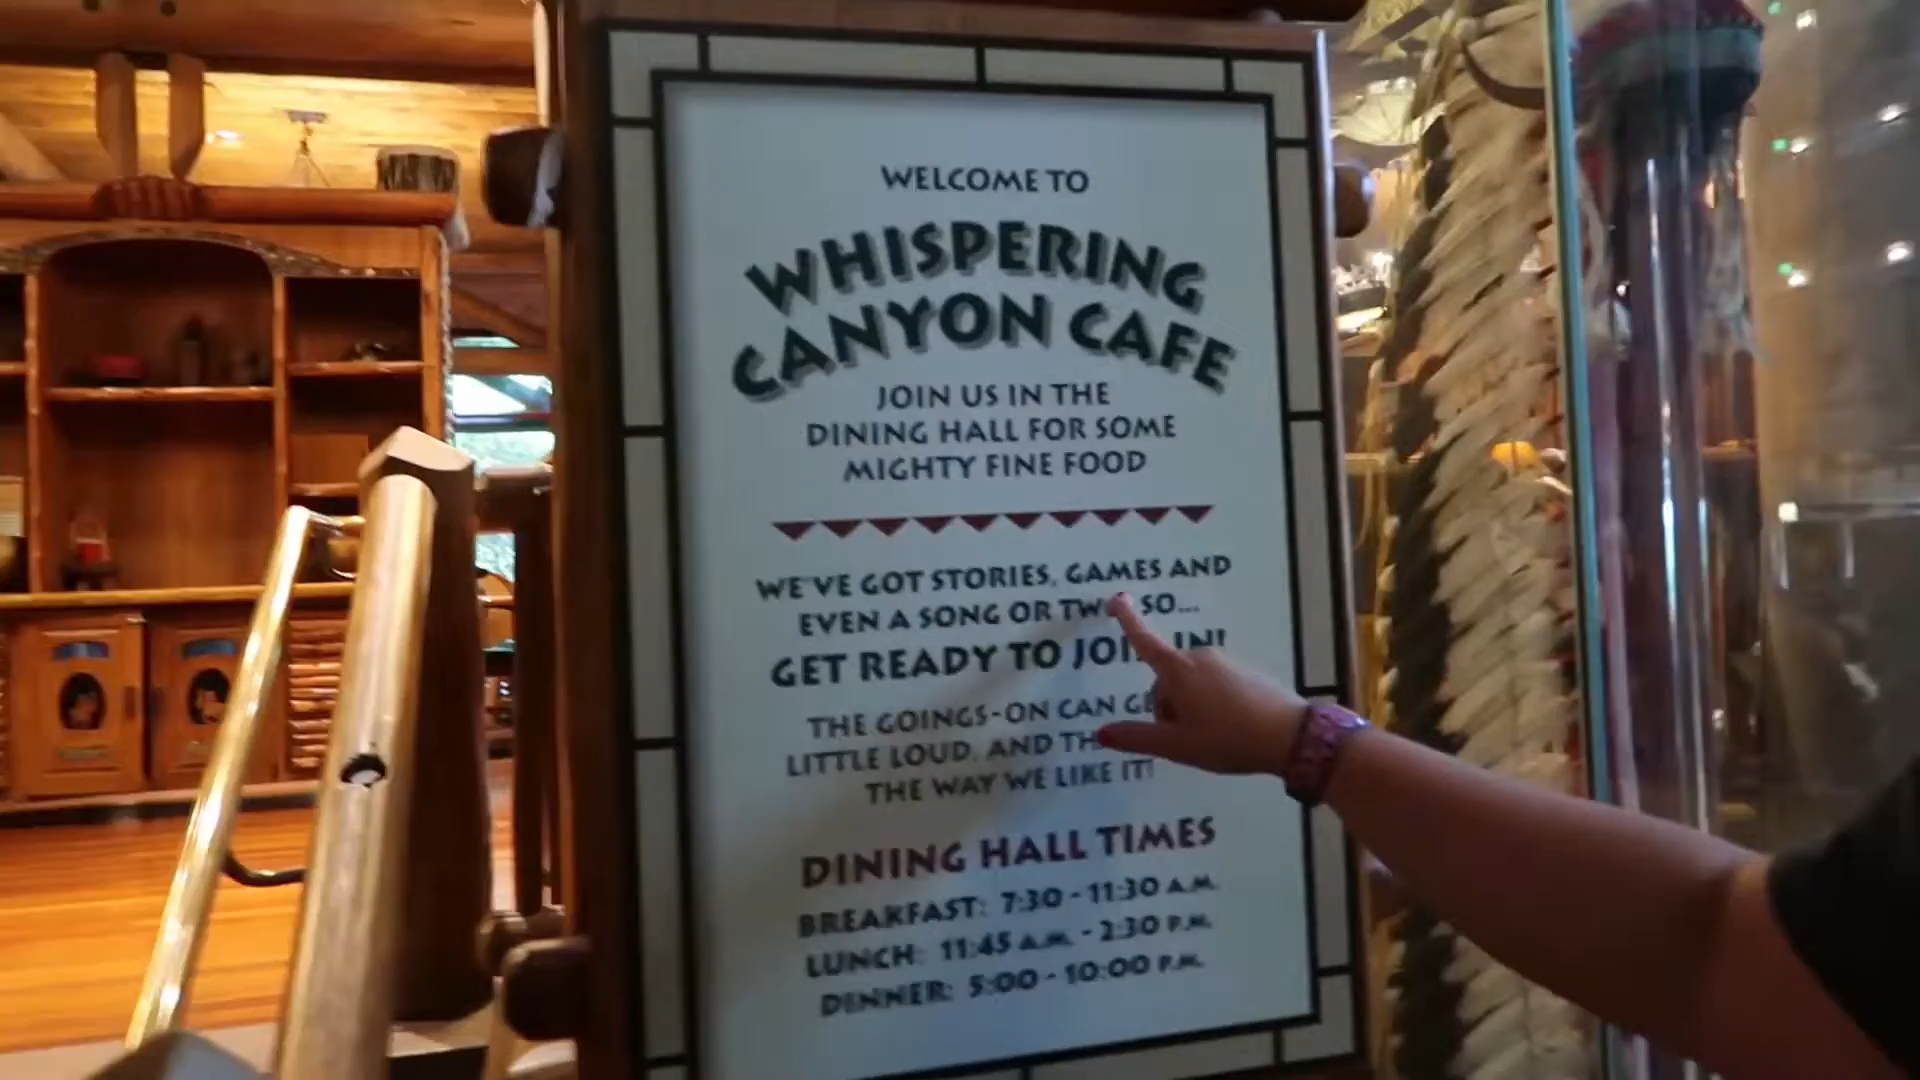 WELCOME TO
WHISPERING
CANYON CAFE
JOIN US IN THE
DINING HALL FOR SOME
MIGHTY FINE FOOD
WE'VE GOT STORIES, GAMES AND
EVEN A SONG OR SO...
GET READY TO IN!
THE GOINGS-ON CAN
LITTLE LOUD, AND
THE WAY WE LIKE IT!
DINING HALL TIMES
BREAKFAST: 7:30 - 11:30 A.M.
LUNCH: 11:45 A.M. - 2:30 P.M.
DINNER: 5:00 - 10:00 P.M.